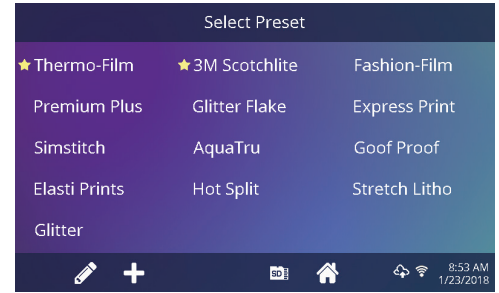 Select Preset
Thermo-Film
3M Scotchlite
Fashion-Film
Premium Plus
Glitter Flake
Express Print
Simstitch
AquaTru
Goof Proof
Elasti Prints
Hot Split
Stretch Litho
Glitter
SD
8:53 AM
1/23/2018